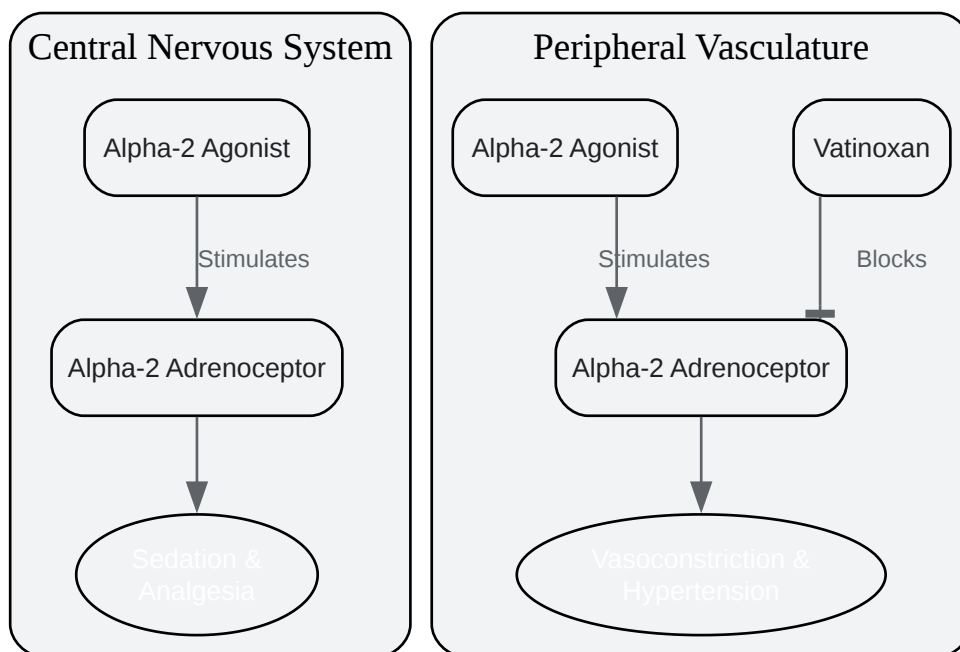 Central Nervous System
Alpha-2 Agonist
Stimulates
Alpha-2 Adrenoceptor
Sedation &
Analgesia
Peripheral Vasculature
Alpha-2 Agonist
Vatinoxan
Stimulates
Blocks
Alpha-2 Adrenoceptor
Vasoconstriction &
Hypertension